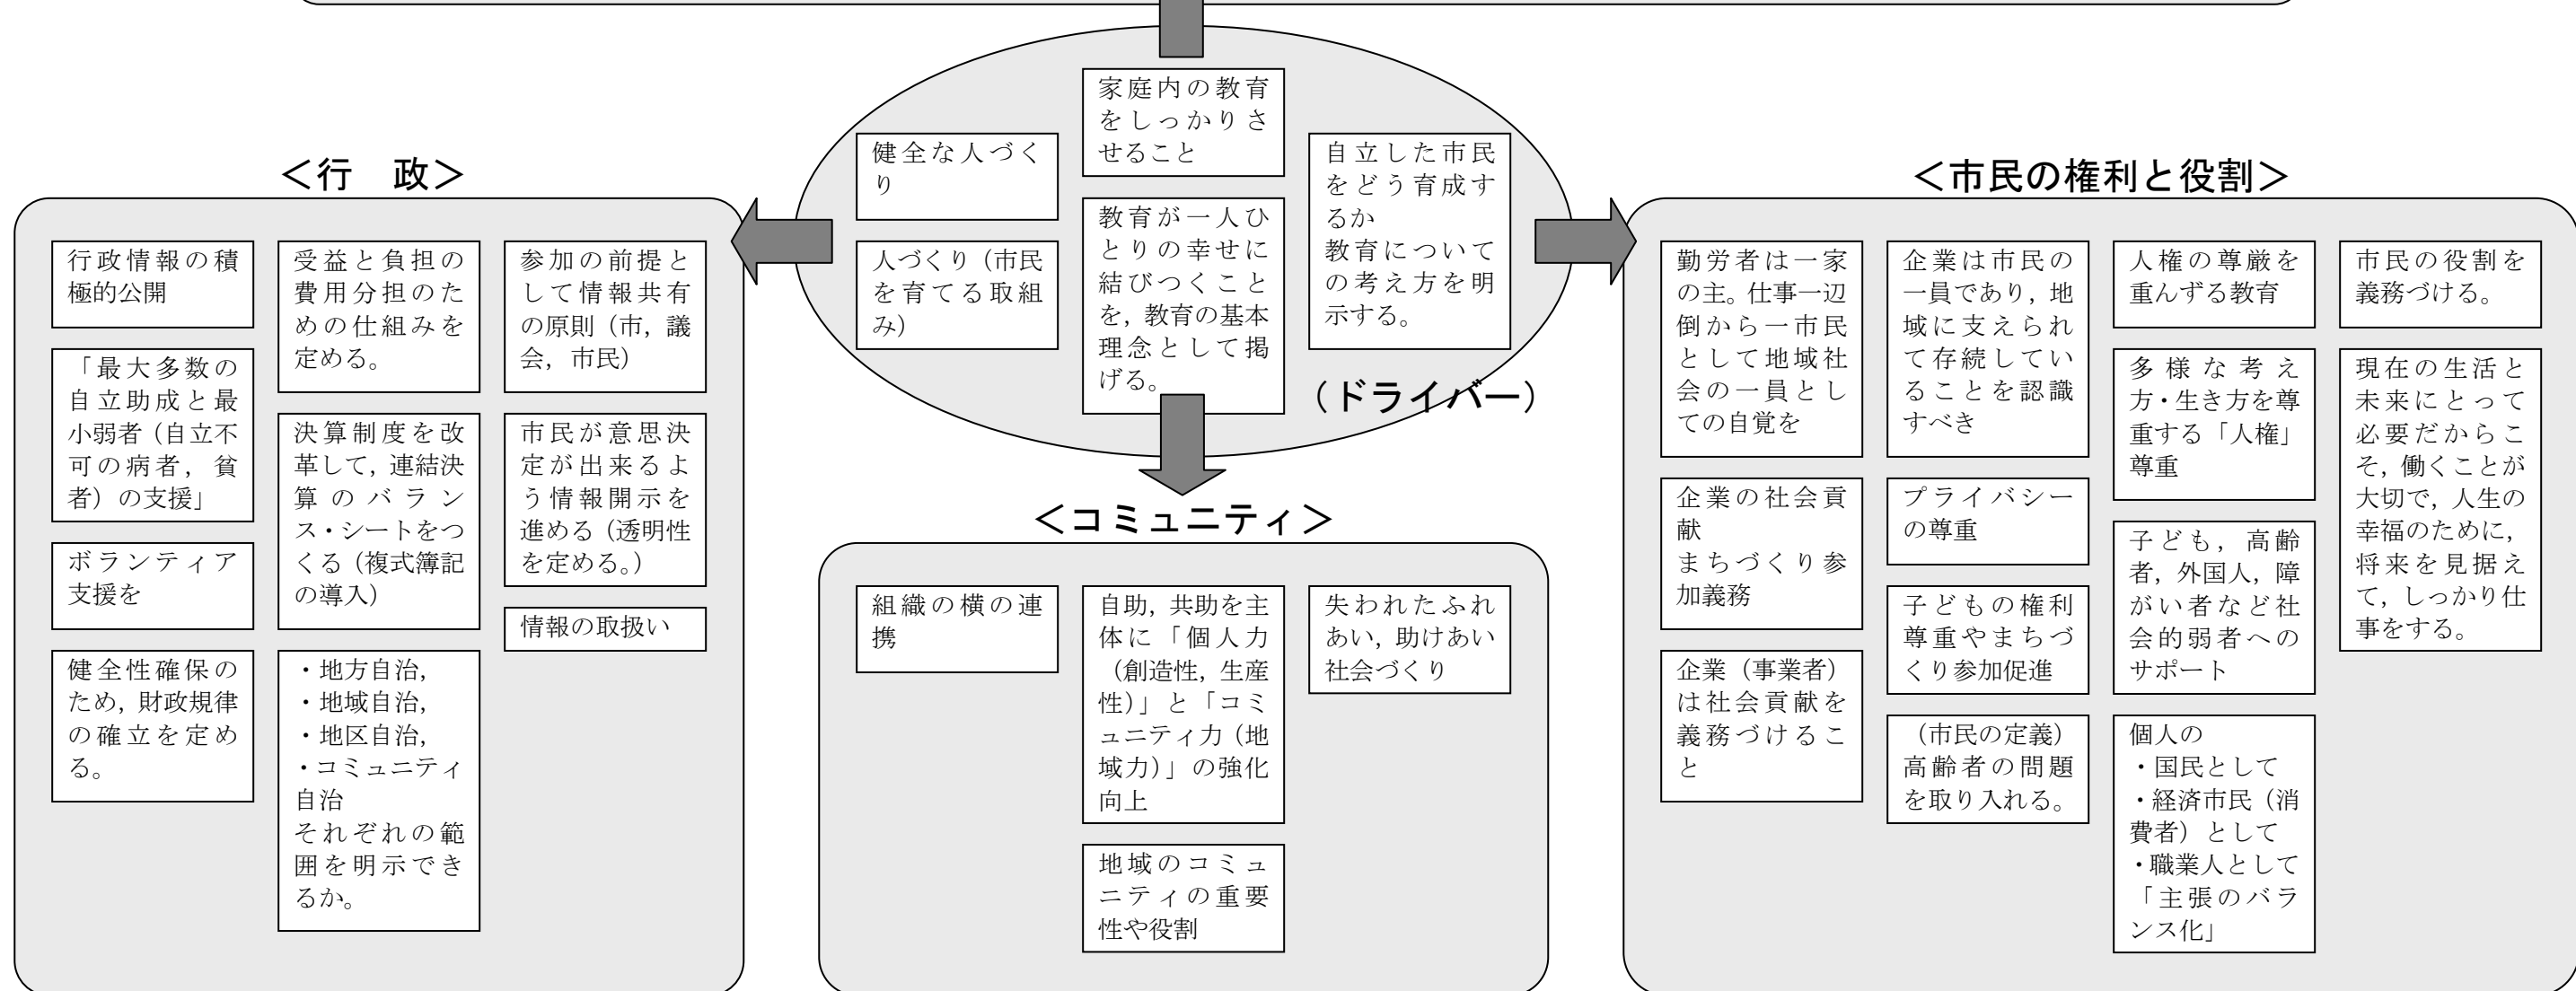 家庭内の教育
をしっかりさ
せること
健全な人づく
り
自立した市民
をどう育成す
るか
教育について
の考え方を明
示する。
教育が一人ひ
とりの幸せに
結びつくこと
を，教育の基本
理念として掲
げる。
人づくり（市民
を育てる取組
み）
（ドライバー）
＜行　政＞
行政情報の積
極的公開
「最大多数の
自立助成と最
小弱者（自立不
可の病者，貧
者）の支援」
ボランティア
支援を
健全性確保の
ため，財政規律
の確立を定め
る。
受益と負担の
費用分担のた
めの仕組みを
定める。
決算制度を改
革して，連結決
算のバラン
ス・シートをつ
くる（複式簿記
の導入）
・地方自治，
・地域自治，
・地区自治，
・コミュニティ
自治
それぞれの範
囲を明示でき
るか。
参加の前提と
して情報共有
の原則（市，議
会，市民）
市民が意思決
定が出来るよ
う情報開示を
進める（透明性
を定める。）
情報の取扱い
＜コミュニティ＞
組織の横の連
携
自助，共助を主
体に「個人力
（創造性，生産
性）」と「コミ
ュニティ力（地
域力）」の強化
向上
地域のコミュ
ニティの重要
性や役割
失われたふれ
あい，助けあい
社会づくり
＜市民の権利と役割＞
勤労者は一家
の主。仕事一辺
倒から一市民
として地域社
会の一員とし
ての自覚を
企業の社会貢
献
まちづくり参
加義務
企業（事業者）
は社会貢献を
義務づけるこ
と
企業は市民の
一員であり，地
域に支えられ
て存続してい
ることを認識
すべき
プライバシー
の尊重
子どもの権利
尊重やまちづ
くり参加促進
（市民の定義）
高齢者の問題
を取り入れる。
人権の尊厳を
重んずる教育
多様な考え
方・生き方を尊
重する「人権」
尊重
子ども，高齢
者，外国人，障
がい者など社
会的弱者への
サポート
個人の
・国民として
・経済市民（消
費者）として
・職業人として
「主張のバラ
ンス化」
市民の役割を
義務づける。
現在の生活と
未来にとって
必要だからこ
そ，働くことが
大切で，人生の
幸福のために，
将来を見据え
て，しっかり仕
事をする。